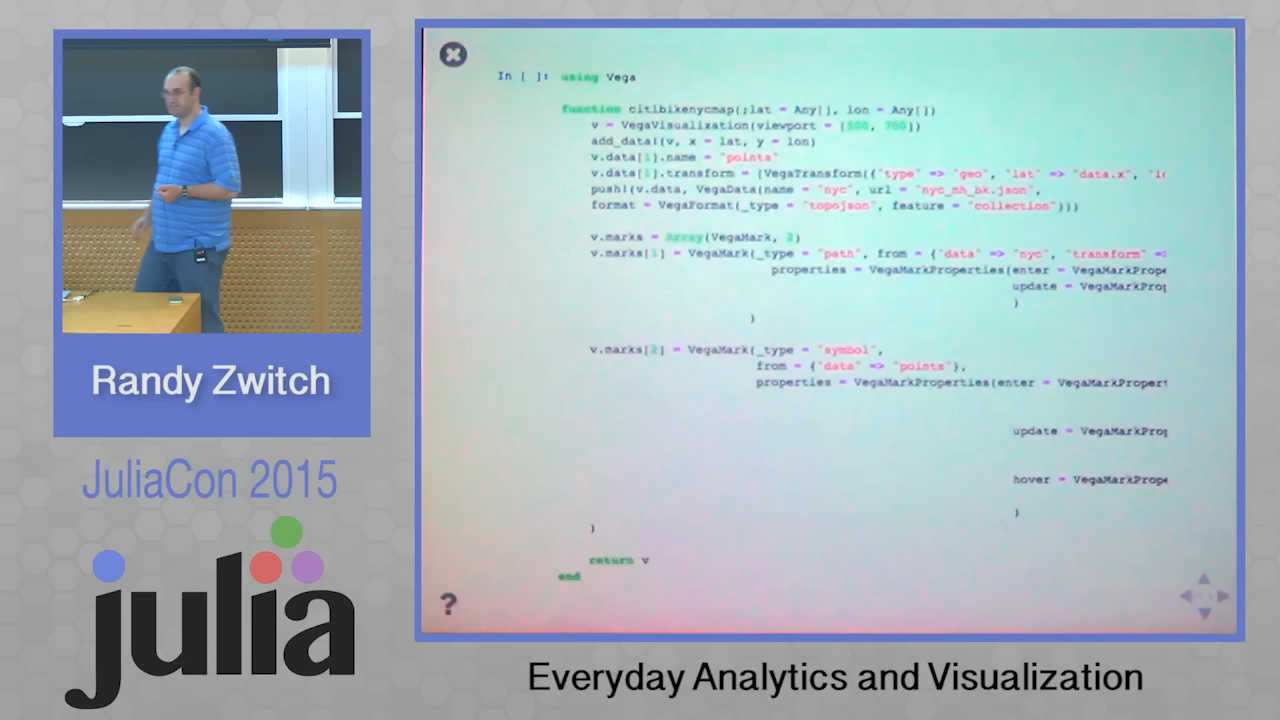 Randy Zwitch
JuliaCon 2015
julia
In [ ]: using Vega
function citibikenycmap(;lat = Any[], lon = Any[])
v = VegaVisualization(viewport = [500, 700])
add_data!(v, x = lat, y = lon)
v.data[1].name = "points"
v.data[1].transform = [VegaTransform({"type" => "geo", "lat" => "data.x", "lo
push!(v.data, VegaData(name = "nyc", url = "nyc_mh_bk.json",
format = VegaFormat(_type = "topojson", feature = "collection")))
v.marks = Array(VegaMark, 2)
v.marks[1] = VegaMark(_type = "path", from = {"data" => "nyc", "transform" =>
properties = VegaMarkProperties(enter = VegaMarkPrope
update = VegaMarkProp
)
)
v.marks[2] = VegaMark(_type = "symbol",
from = {"data" => "points"},
properties = VegaMarkProperties(enter = VegaMarkPropert
update = VegaMarkProp
hover = VegaMarkPrope
)
)
return v
end
?
Everyday Analytics and Visualization